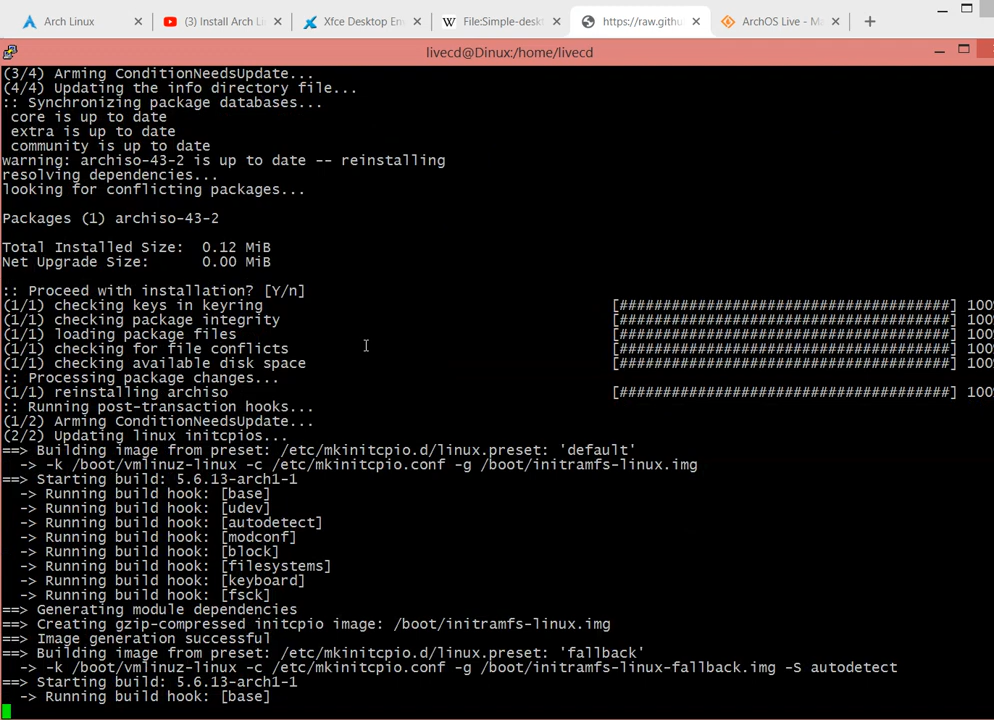 Arch Linux
(3) Install Arch Li
Xfce Desktop En
File:Simple-deskt
https://raw.githu
ArchOS Live - M
livecd@Dinux:/home/livecd
(3/4) Arming ConditionNeedsUpdate...
(4/4) Updating the info directory file...
:: Synchronizing package databases...
core is up to date
extra is up to date
community is up to date
warning: archiso-43-2 is up to date -- reinstalling
resolving dependencies...
looking for conflicting packages...
Packages (1) archiso-43-2
Total Installed Size: 0.12 MiB
Net Upgrade Size: 0.00 MiB
:: Proceed with installation? [Y/n]
(1/1) checking keys in keyring [######################################] 100
(1/1) checking package integrity [######################################] 100
(1/1) loading package files [######################################] 100
(1/1) checking for file conflicts [######################################] 100
(1/1) checking available disk space [######################################] 100
:: Processing package changes...
(1/1) reinstalling archiso [######################################] 100
:: Running post-transaction hooks...
(1/2) Arming ConditionNeedsUpdate...
(2/2) Updating linux initcpios...
==> Building image from preset: /etc/mkinitcpio.d/linux.preset: 'default'
-> -k /boot/vmlinuz-linux -c /etc/mkinitcpio.conf -g /boot/initramfs-linux.img
==> Starting build: 5.6.13-arch1-1
-> Running build hook: [base]
-> Running build hook: [udev]
-> Running build hook: [autodetect]
-> Running build hook: [modconf]
-> Running build hook: [block]
-> Running build hook: [filesystems]
-> Running build hook: [keyboard]
-> Running build hook: [fsck]
==> Generating module dependencies
==> Creating gzip-compressed initcpio image: /boot/initramfs-linux.img
==> Image generation successful
==> Building image from preset: /etc/mkinitcpio.d/linux.preset: 'fallback'
-> -k /boot/vmlinuz-linux -c /etc/mkinitcpio.conf -g /boot/initramfs-linux-fallback.img -S autodetect
==> Starting build: 5.6.13-arch1-1
-> Running build hook: [base]